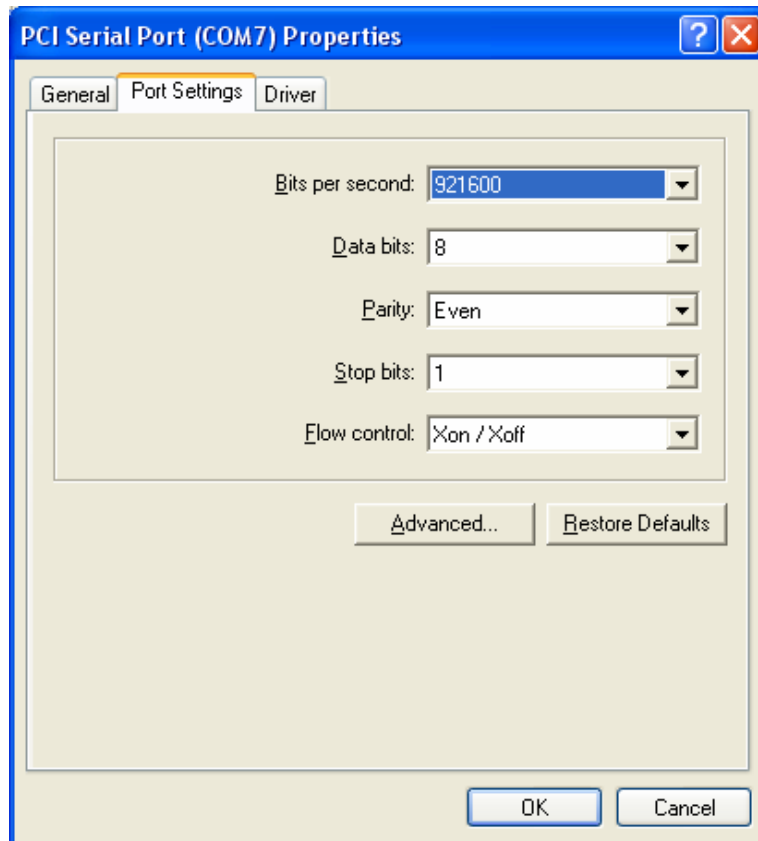 PCI Serial Port (COM7) Properties
General Port Settings Driver
Bits per second: 921600
Data bits: 8
Parity: Even
Stop bits: 1
Flow control: Xon / Xoff
Advanced... Restore Defaults
OK Cancel